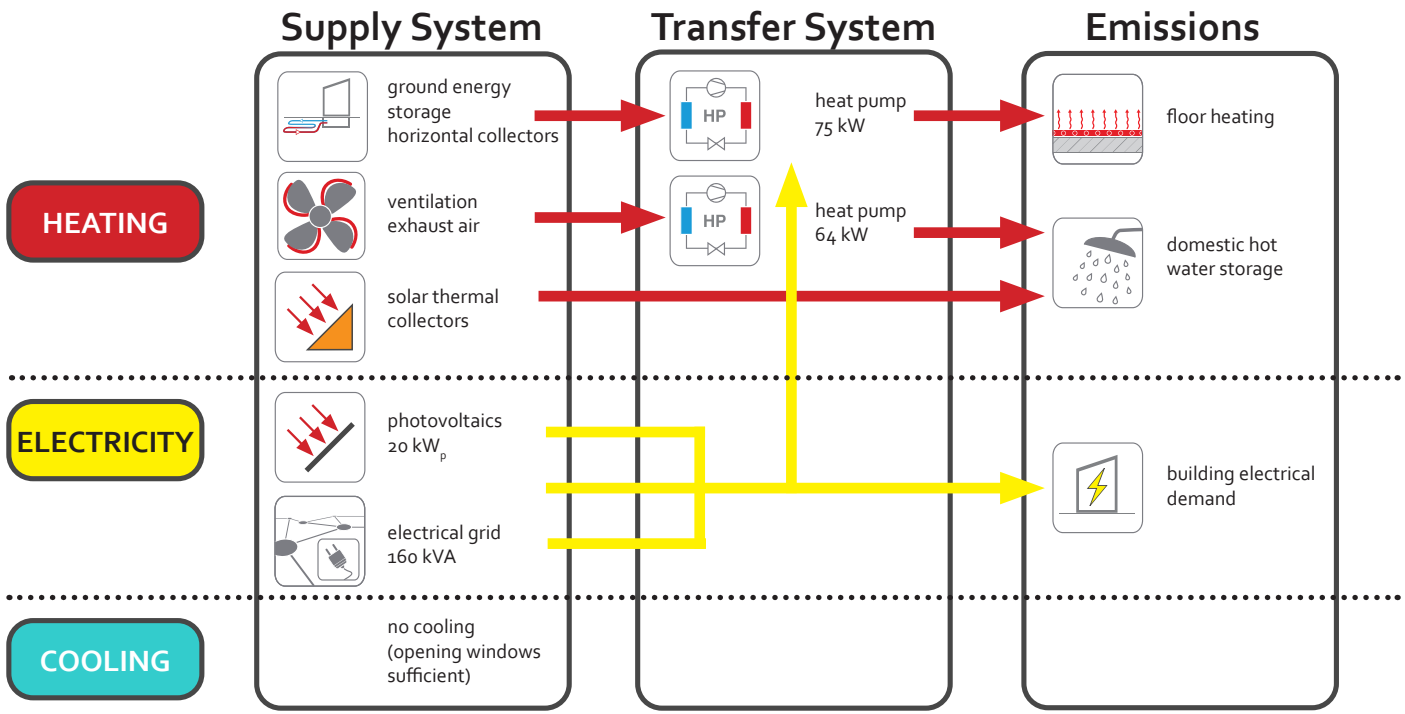 Supply System
Transfer System
Emissions
HEATING
ground energy
storage
horizontal collectors
HP
heat pump
75 kW
floor heating
ventilation
exhaust air
HP
heat pump
64 kW
domestic hot
water storage
solar thermal
collectors
ELECTRICITY
photovoltaics
20 kWp
electrical grid
160 kVA
building electrical
demand
COOLING
no cooling
(opening windows
sufficient)